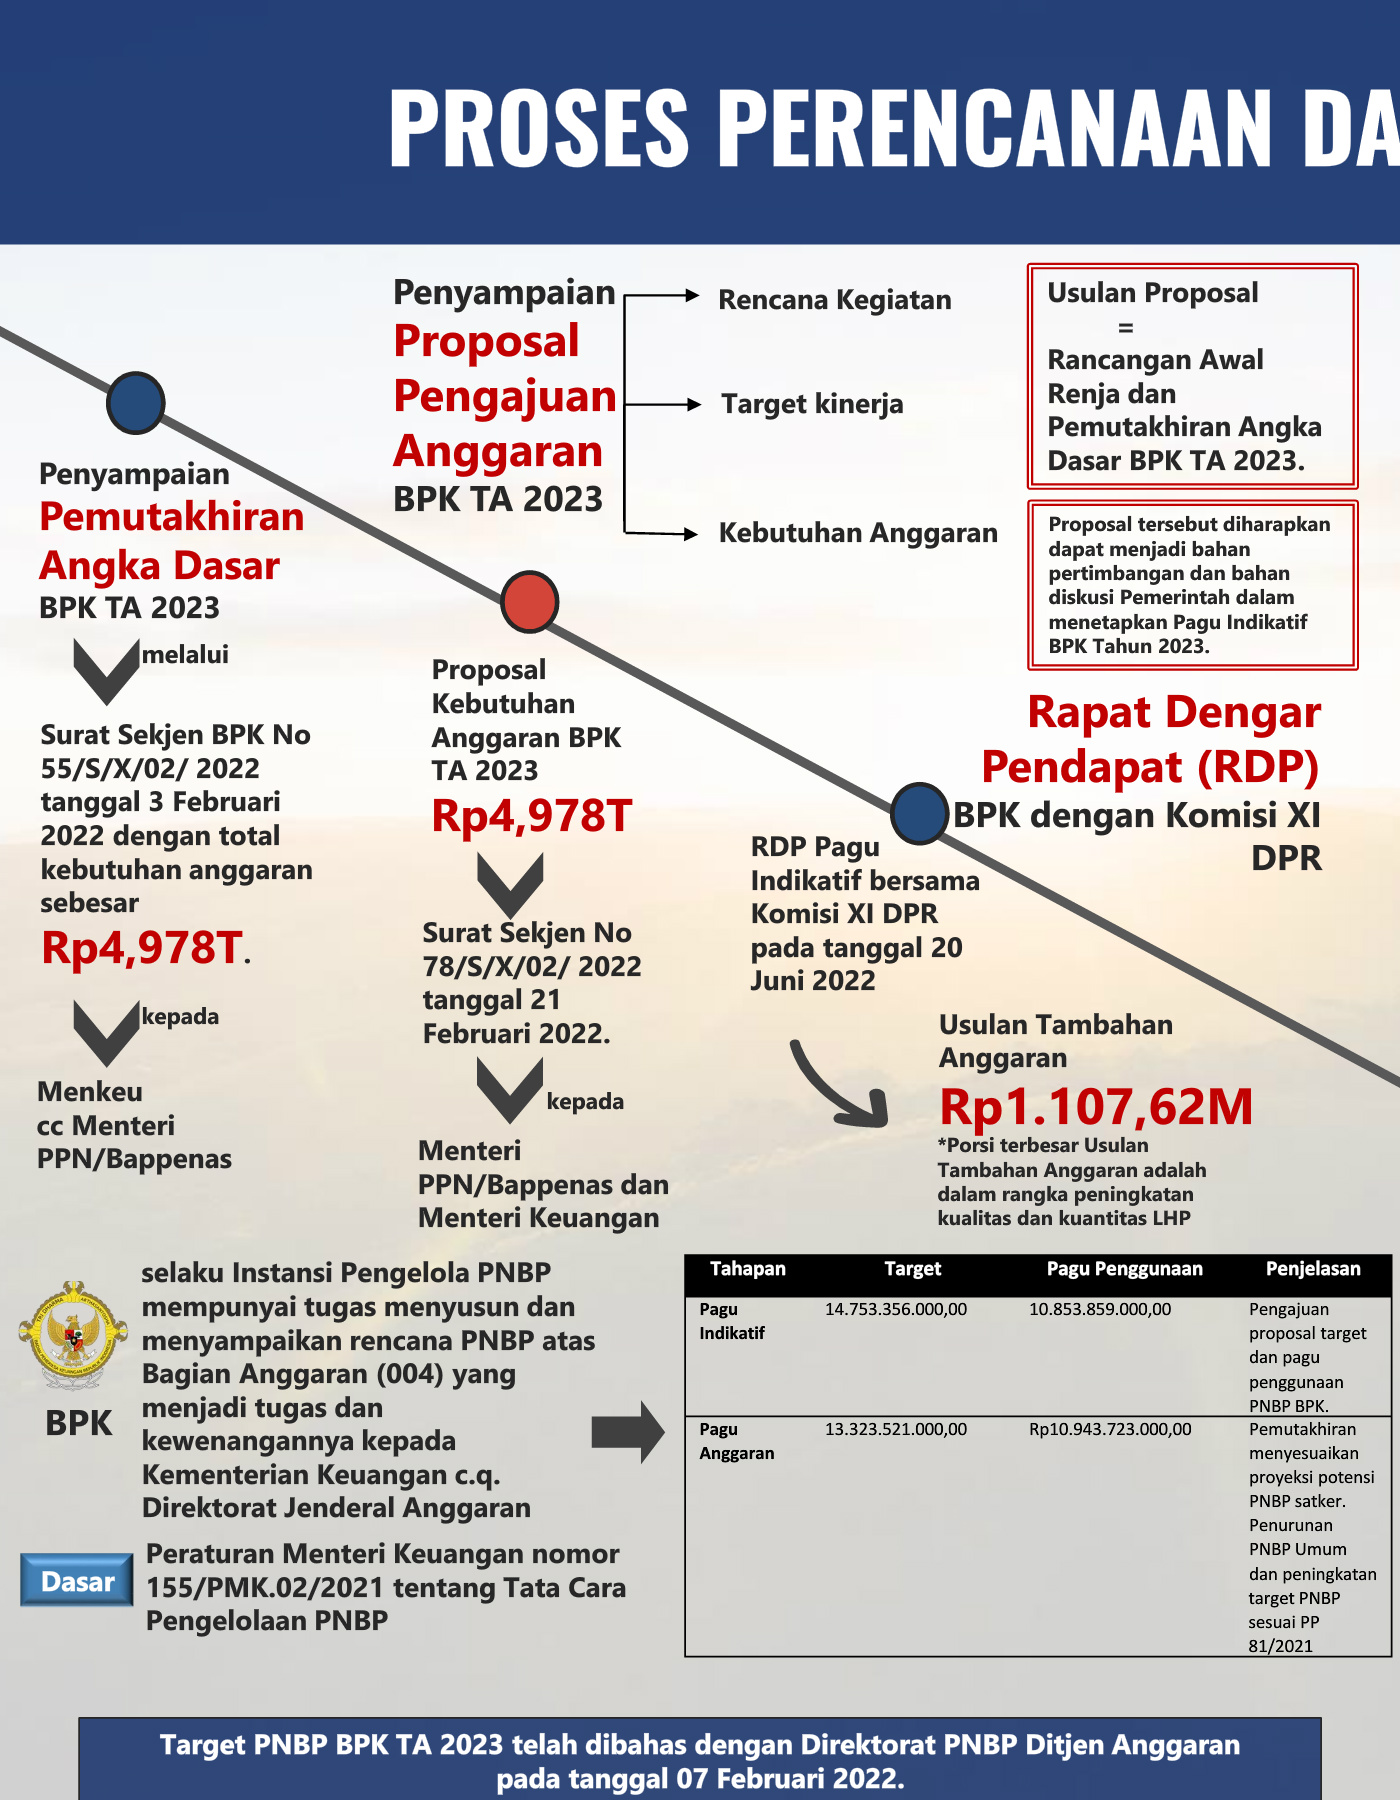 PROSES PERENCANAAN DA
Penyampaian
Pemutakhiran
Angka Dasar
BPK TA 2023
melalui
Surat Sekjen BPK No
55/S/X/02/ 2022
tanggal 3 Februari
2022 dengan total
kebutuhan anggaran
sebesar
Rp4,978T.
kepada
Menkeu
cc Menteri
PPN/Bappenas
Penyampaian
Proposal
Pengajuan
Anggaran
BPK TA 2023
Rencana Kegiatan
Target kinerja
Kebutuhan Anggaran
Proposal
Kebutuhan
Anggaran BPK
TA 2023
Rp4,978T
Surat Sekjen No
78/S/X/02/ 2022
tanggal 21
Februari 2022.
kepada
Menteri
PPN/Bappenas dan
Menteri Keuangan
Usulan Proposal
=
Rancangan Awal
Renja dan
Pemutakhiran Angka
Dasar BPK TA 2023.
Proposal tersebut diharapkan
dapat menjadi bahan
pertimbangan dan bahan
diskusi Pemerintah dalam
menetapkan Pagu Indikatif
BPK Tahun 2023.
Rapat Dengar
Pendapat (RDP)
BPK dengan Komisi XI
DPR
RDP Pagu
Indikatif bersama
Komisi XI DPR
pada tanggal 20
Juni 2022
Usulan Tambahan
Anggaran
Rp1.107,62M
*Porsi terbesar Usulan
Tambahan Anggaran adalah
dalam rangka peningkatan
kualitas dan kuantitas LHP
BPK
selaku Instansi Pengelola PNBP
mempunyai tugas menyusun dan
menyampaikan rencana PNBP atas
Bagian Anggaran (004) yang
menjadi tugas dan
kewenangannya kepada
Kementerian Keuangan c.q.
Direktorat Jenderal Anggaran
Dasar
Peraturan Menteri Keuangan nomor
155/PMK.02/2021 tentang Tata Cara
Pengelolaan PNBP
Tahapan Target Pagu Penggunaan Penjelasan
Pagu 14.753.356.000,00 10.853.859.000,00 Pengajuan
Indikatif proposal target
dan pagu
penggunaan
PNBP BPK.
Pagu 13.323.521.000,00 Rp10.943.723.000,00 Pemutakhiran
Anggaran menyesuaikan
proyeksi potensi
PNBP satker.
Penurunan
PNBP Umum
dan peningkatan
target PNBP
sesuai PP
81/2021
Target PNBP BPK TA 2023 telah dibahas dengan Direktorat PNBP Ditjen Anggaran
pada tanggal 07 Februari 2022.